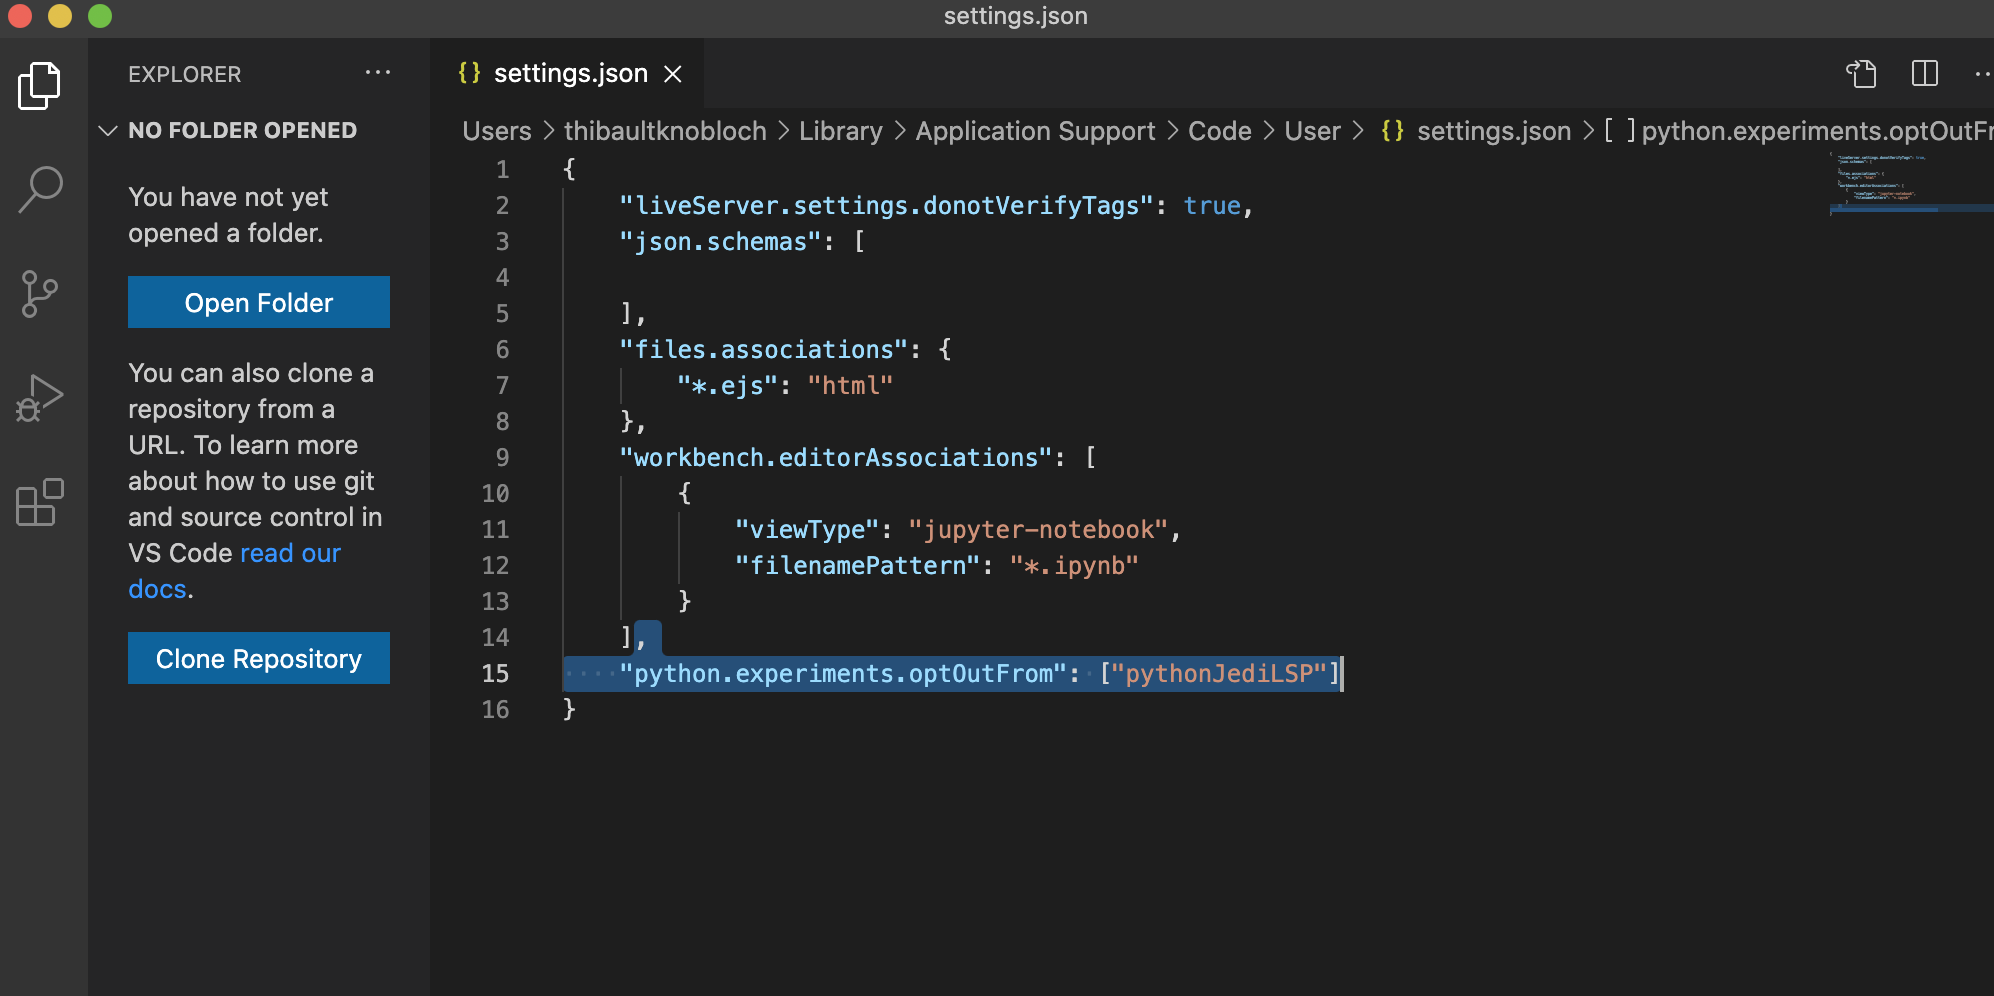 settings.json
EXPLORER ···
{} settings.json ×
NO FOLDER OPENED
You have not yet
opened a folder.
Open Folder
You can also clone a
repository from a
URL. To learn more
about how to use git
and source control in
VS Code read our
docs.
Clone Repository
Users > thibaultknobloch > Library > Application Support > Code > User > {} settings.json > [ ] python.experiments.optOutFr
1 {
2     "liveServer.settings.donotVerifyTags": true,
3     "json.schemas": [
4
5     ],
6     "files.associations": {
7         "*.ejs": "html"
8     },
9     "workbench.editorAssociations": [
10         {
11             "viewType": "jupyter-notebook",
12             "filenamePattern": "*.ipynb"
13         }
14     ],
15     "python.experiments.optOutFrom": ["pythonJediLSP"]
16 }